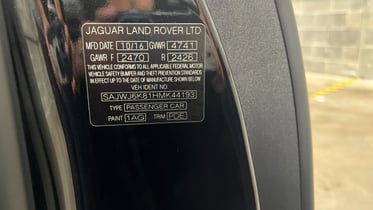 JAGUAR LAND ROVER LTD
MFD DATE 10/16 GVWR 4741
GAWR F 2470 R 2426
THIS VEHICLE CONFORMS TO ALL APPLICABLE FEDERAL MOTOR
VEHICLE SAFETY BUMPER AND THEFT PREVENTION STANDARDS
IN EFFECT UP TO THE DATE OF MANUFACTURE SHOWN BELOW
VEH IDENT NO
SAJWJ6K81HMK44193
TYPE PASSENGER CAR
PAINT 1AG TRIM PDE